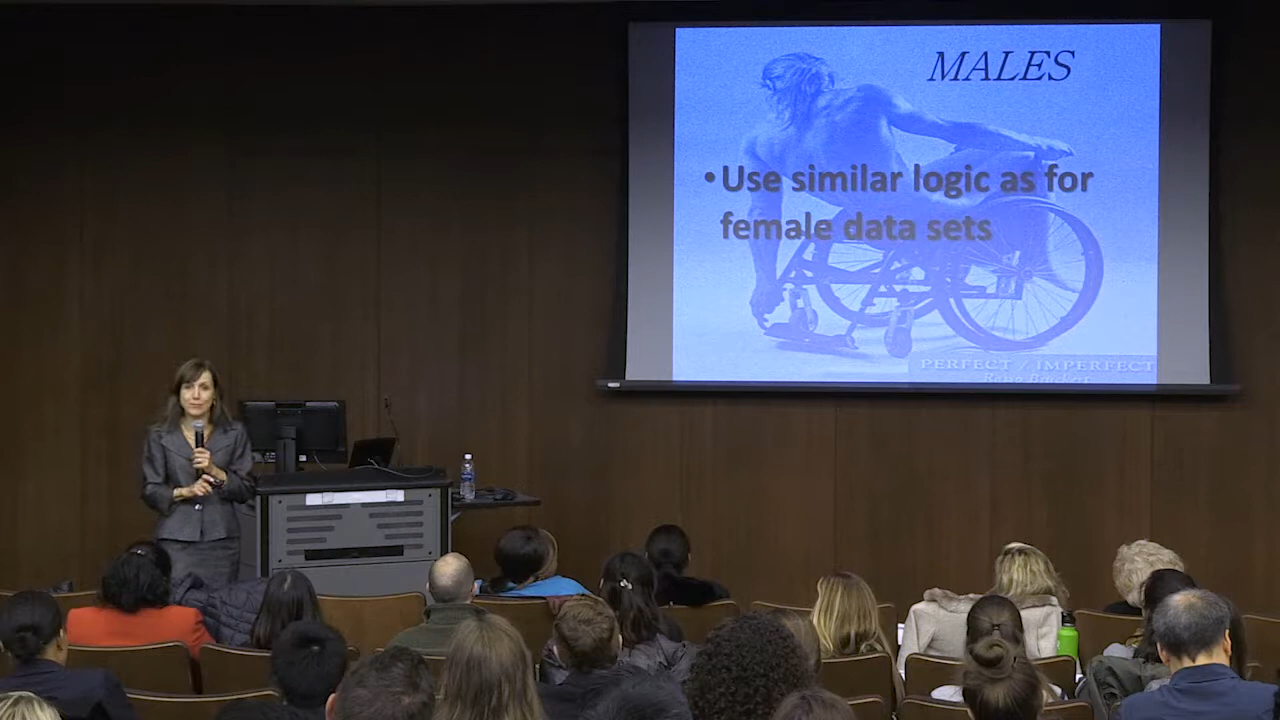 MALES
• Use similar logic as for
female data sets
PERFECT / IMPERFECT